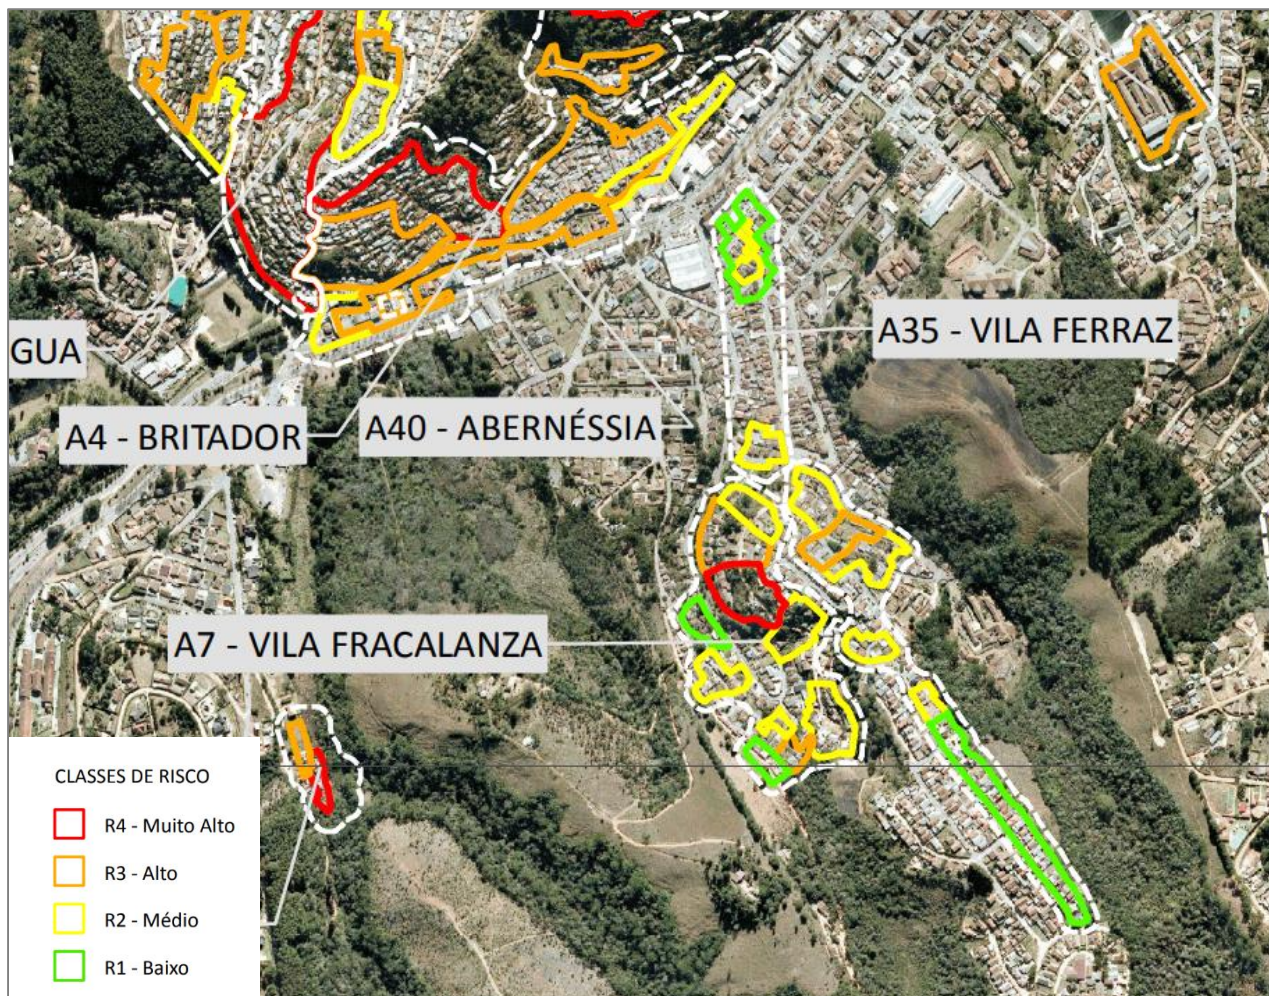 A35 - VILA FERRAZ
GUA
A4 - BRITADOR
A40 - ABERNÉSSIA
A7 - VILA FRACALANZA
CLASSES DE RISCO
R4 - Muito Alto
R3 - Alto
R2 - Médio
R1 - Baixo